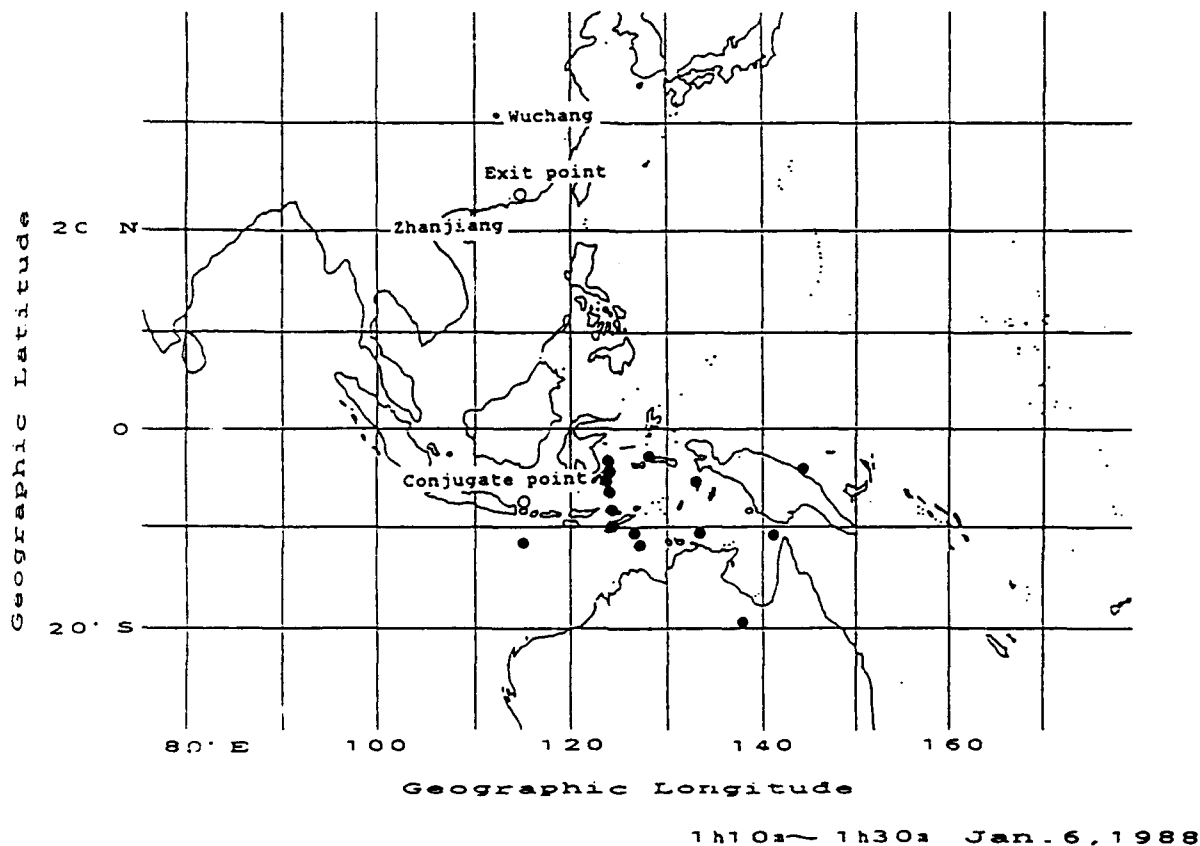 Wuchang
Exit point
Zhanjiang
2C N
0
Conjugate point
20' S
80' E 100 120 140 160
Geographic Latitude
Geographic Longitude
1h10m~ 1h30m Jan.6,1988